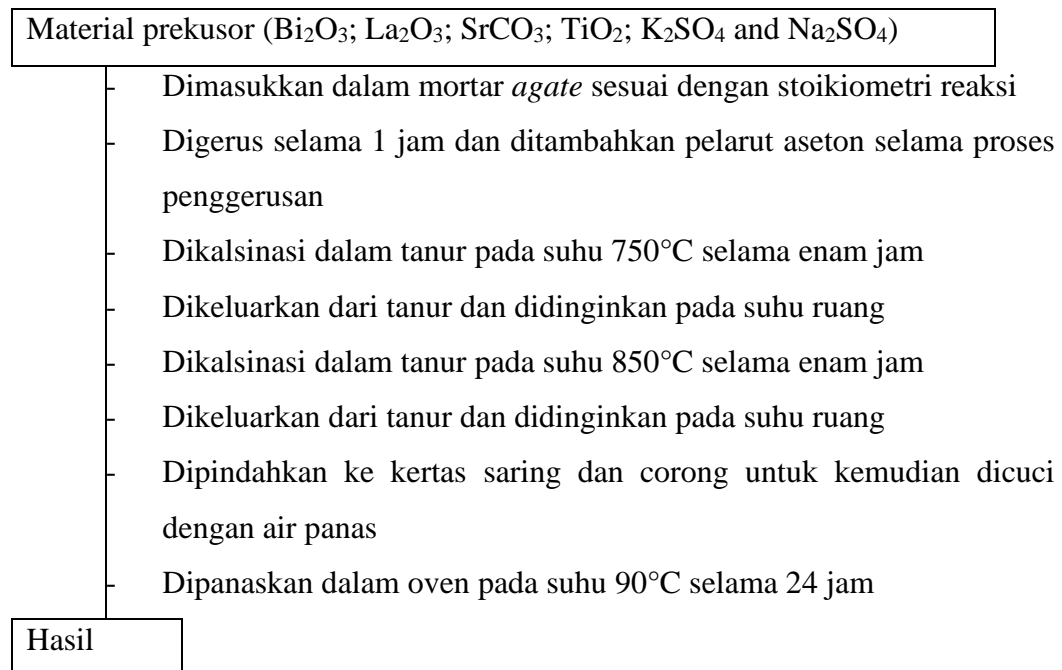 Material prekusor (Bi₂O₃; La₂O₃; SrCO₃; TiO₂; K₂SO₄ and Na₂SO₄)
- Dimasukkan dalam mortar agate sesuai dengan stoikiometri reaksi
- Digerus selama 1 jam dan ditambahkan pelarut aseton selama proses
penggerusan
- Dikalsinasi dalam tanur pada suhu 750°C selama enam jam
- Dikeluarkan dari tanur dan didinginkan pada suhu ruang
- Dikalsinasi dalam tanur pada suhu 850°C selama enam jam
- Dikeluarkan dari tanur dan didinginkan pada suhu ruang
- Dipindahkan ke kertas saring dan corong untuk kemudian dicuci
dengan air panas
- Dipanaskan dalam oven pada suhu 90°C selama 24 jam
Hasil